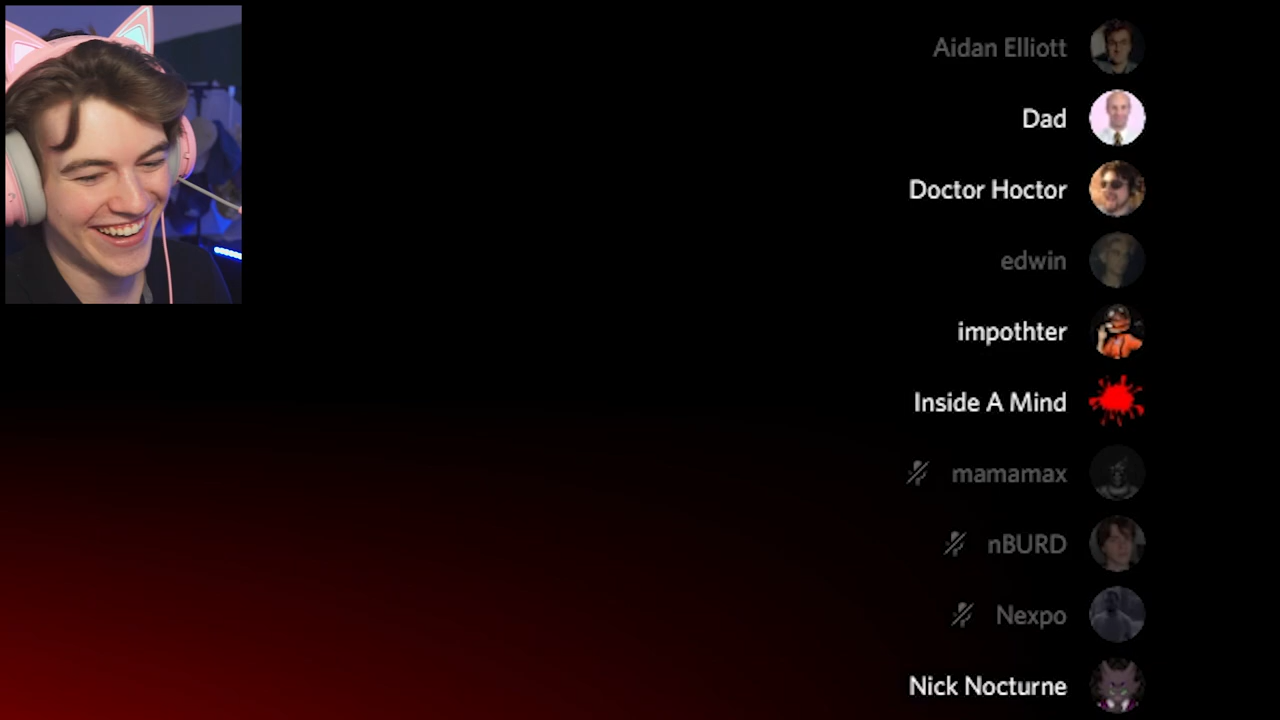 Aidan Elliott
Dad
Doctor Hoctor
edwin
impothter
Inside A Mind
mamamax
nBURD
Nexpo
Nick Nocturne